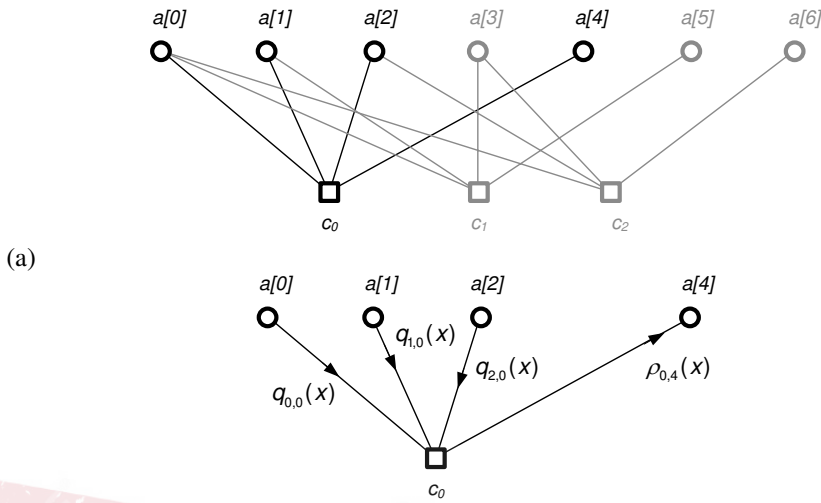 a[0] a[1] a[2] a[3] a[4] a[5] a[6]
c₀ c₁ c₂
(a)
a[0] a[1] a[2] a[4]
q₁,₀(x)
q₀,₀(x) q₂,₀(x) ρ₀,₄(x)
c₀